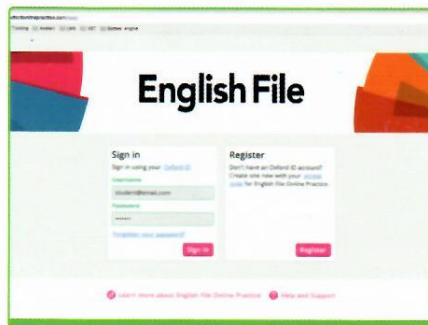 English File
Sign in
Register
Sign in using your Oxford ID
Don't have an Oxford ID account?
Create one now with your access
code for English File Online Practice.
Username
student@email.com
Password
Forgotten your password?
Sign in
Register
Learn more about English File Online Practice
Help and Support